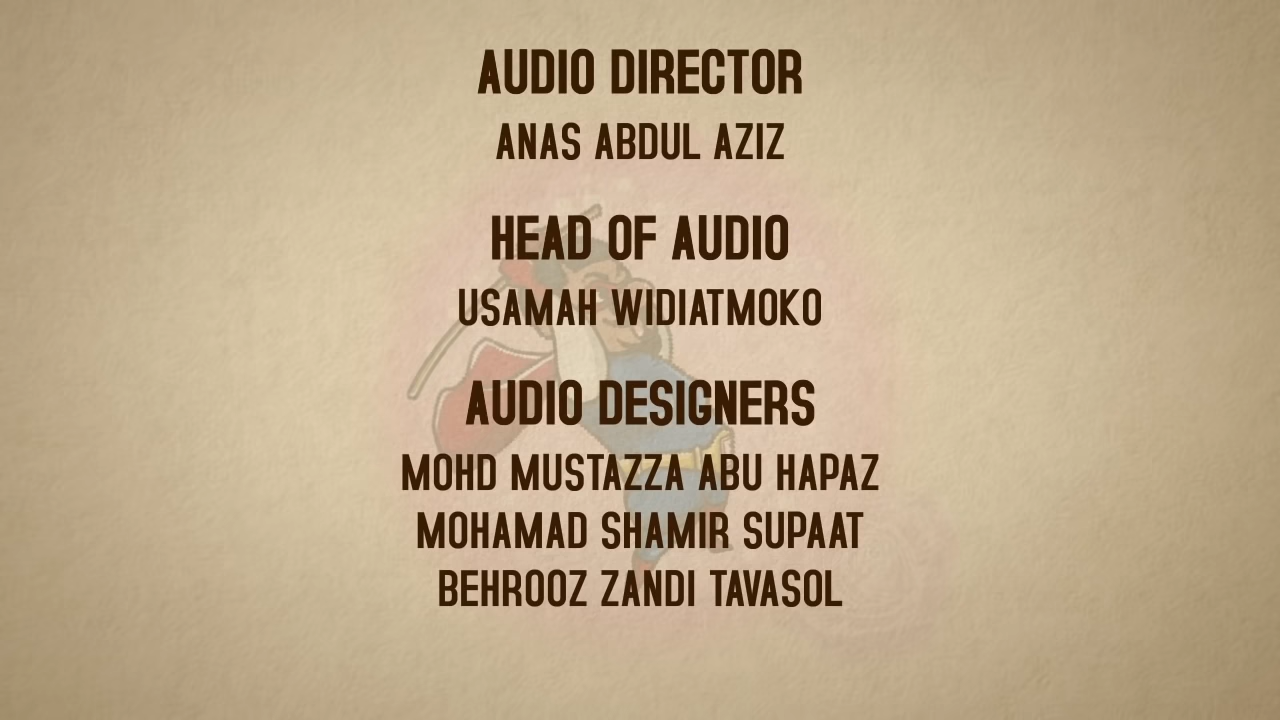 AUDIO DIRECTOR
ANAS ABDUL AZIZ
HEAD OF AUDIO
USAMAH WIDIATMOKO
AUDIO DESIGNERS
MOHD MUSTAZZA ABU HAPAZ
MOHAMAD SHAMIR SUPAAT
BEHROOZ ZANDI TAVASOL